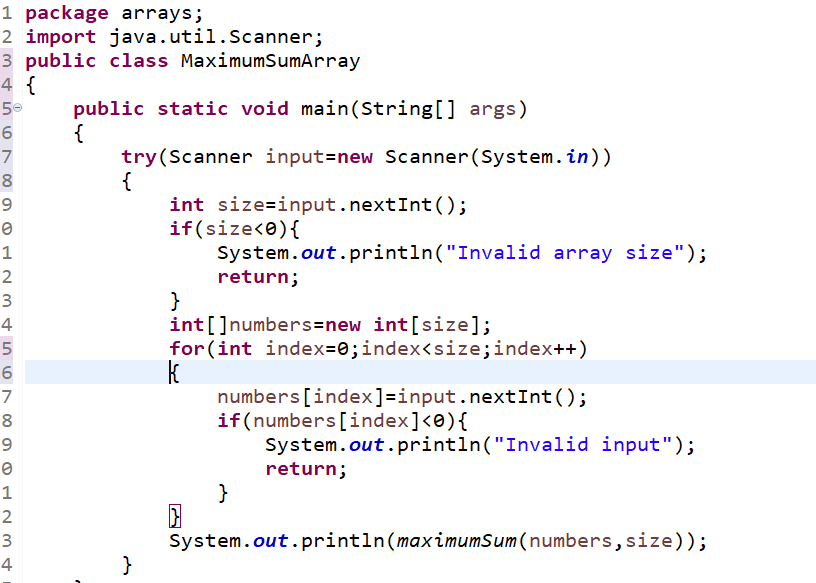 1 package arrays;
2 import java.util.Scanner;
3 public class MaximumSumArray
4 {
5     public static void main(String[] args)
6     {
7         try(Scanner input=new Scanner(System.in))
8         {
9             int size=input.nextInt();
0             if(size<0){
1                 System.out.println("Invalid array size");
2                 return;
3             }
4             int[]numbers=new int[size];
5             for(int index=0;index<size;index++)
6             {
7                 numbers[index]=input.nextInt();
8                 if(numbers[index]<0){
9                     System.out.println("Invalid input");
0                     return;
1                 }
2             }
3             System.out.println(maximumSum(numbers,size));
4         }